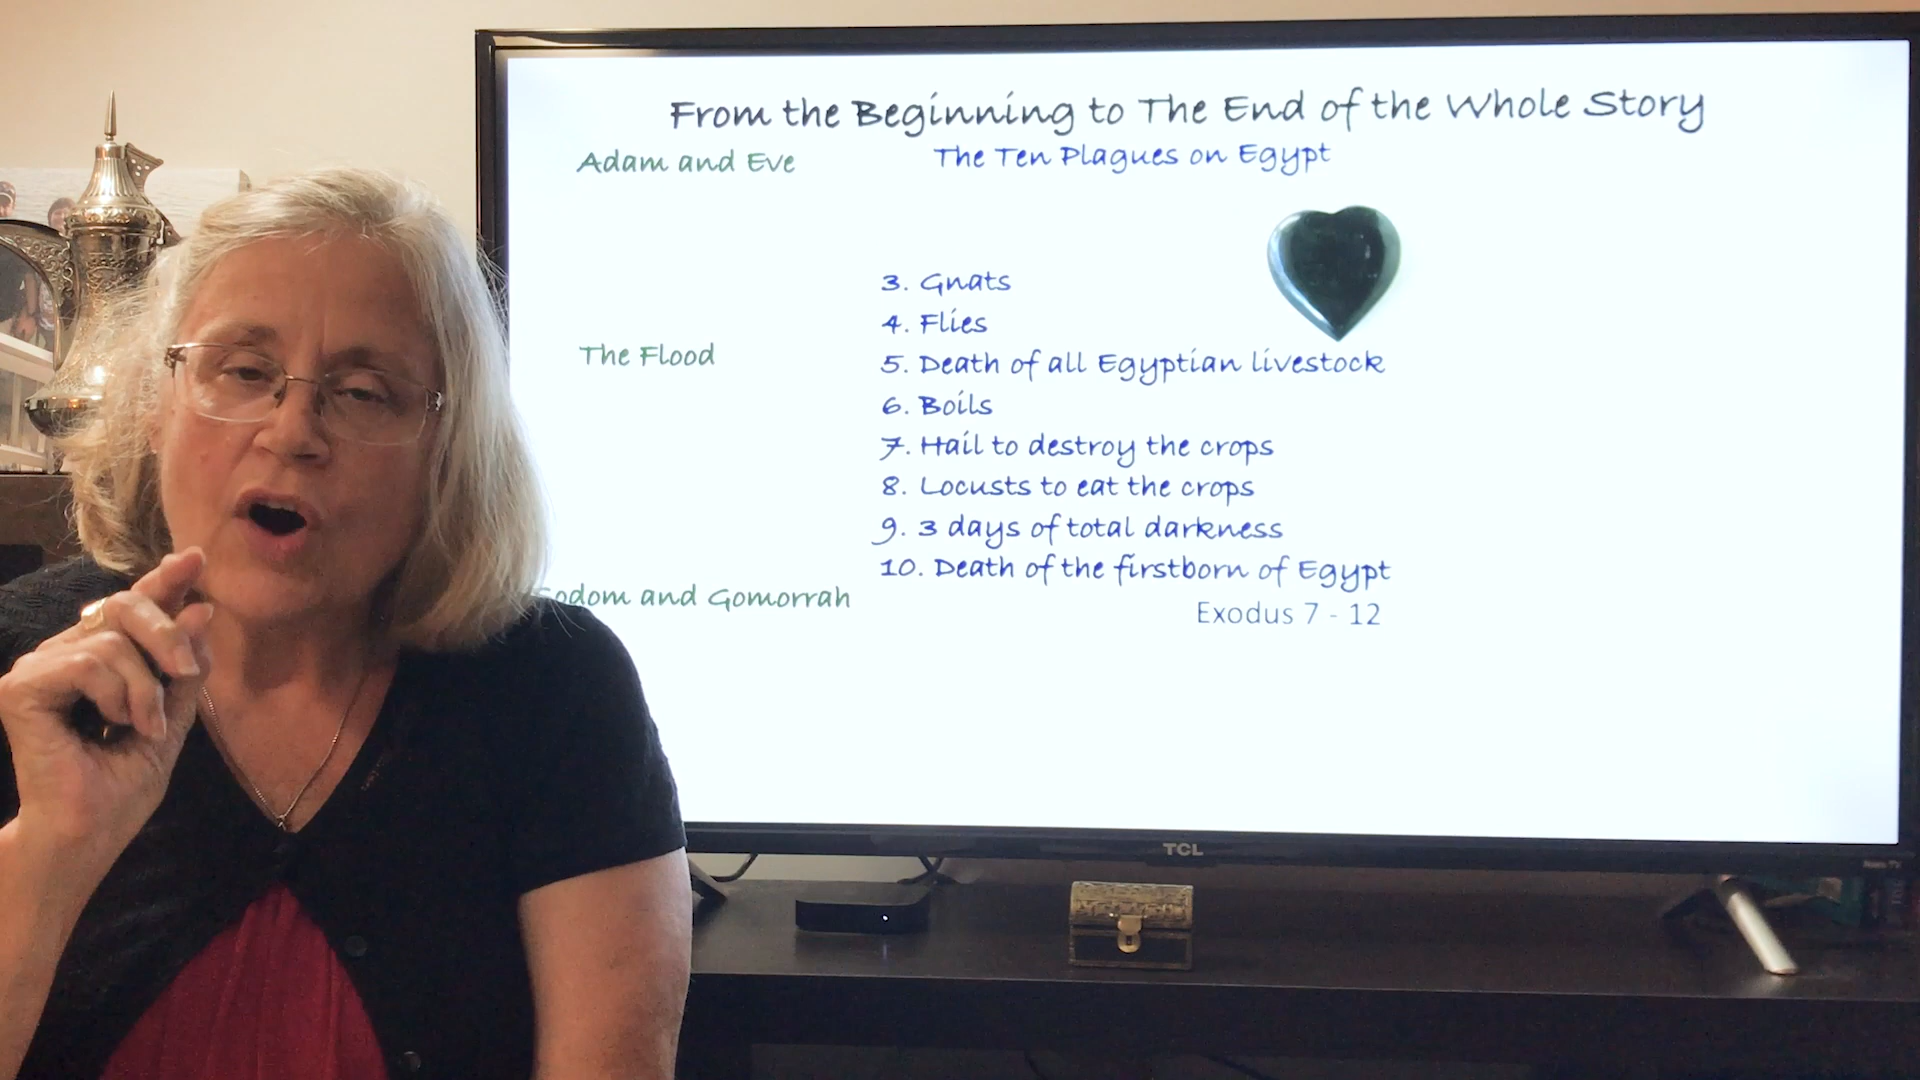 From the Beginning to The End of the Whole Story
Adam and Eve
The Ten Plagues on Egypt
3. Gnats
4. Flies
The Flood
5. Death of all Egyptian livestock
6. Boils
7. Hail to destroy the crops
8. Locusts to eat the crops
9. 3 days of total darkness
10. Death of the firstborn of Egypt
Sodom and Gomorrah
Exodus 7 - 12
TCL
Roku TV